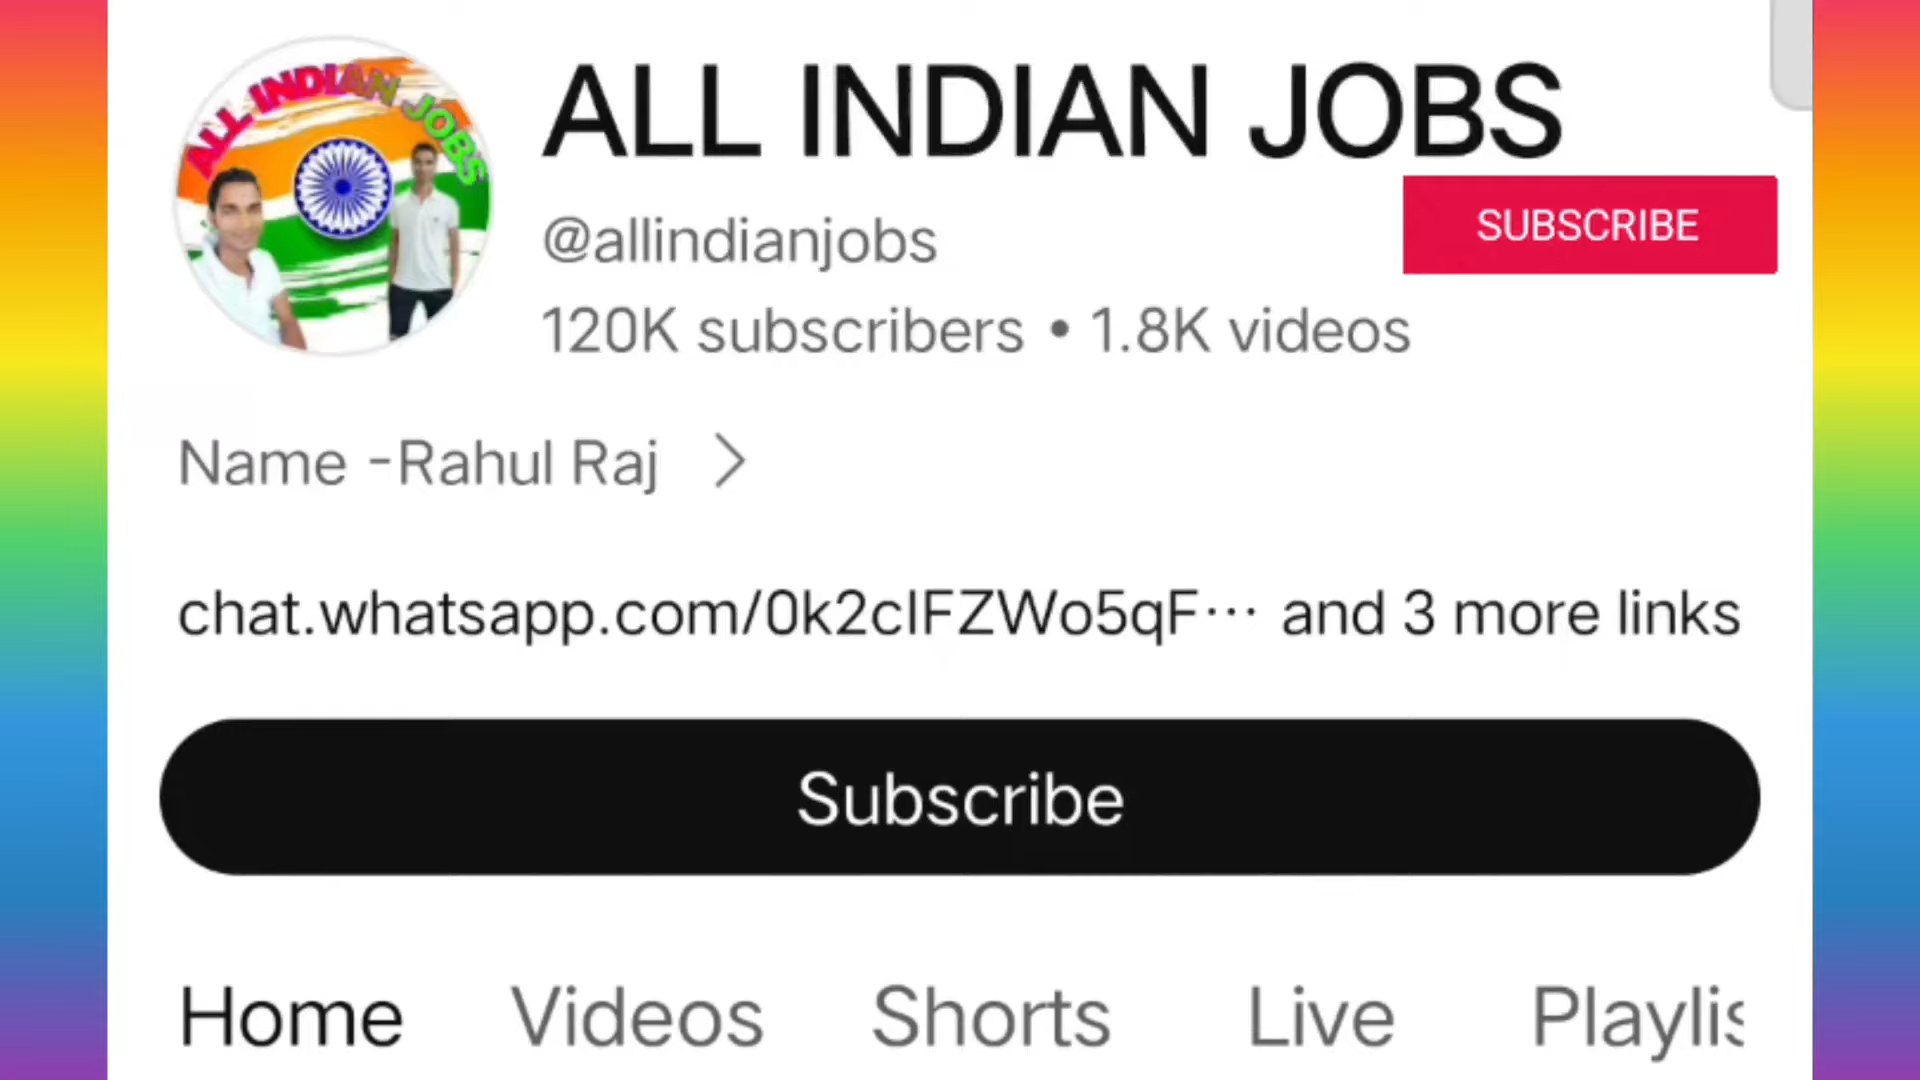 ALL INDIAN JOBS
ALL INDIAN JOBS
@allindianjobs
SUBSCRIBE
120K subscribers • 1.8K videos
Name -Rahul Raj >
chat.whatsapp.com/0k2cIFZWo5qF... and 3 more links
Subscribe
Home Videos Shorts Live Playlis